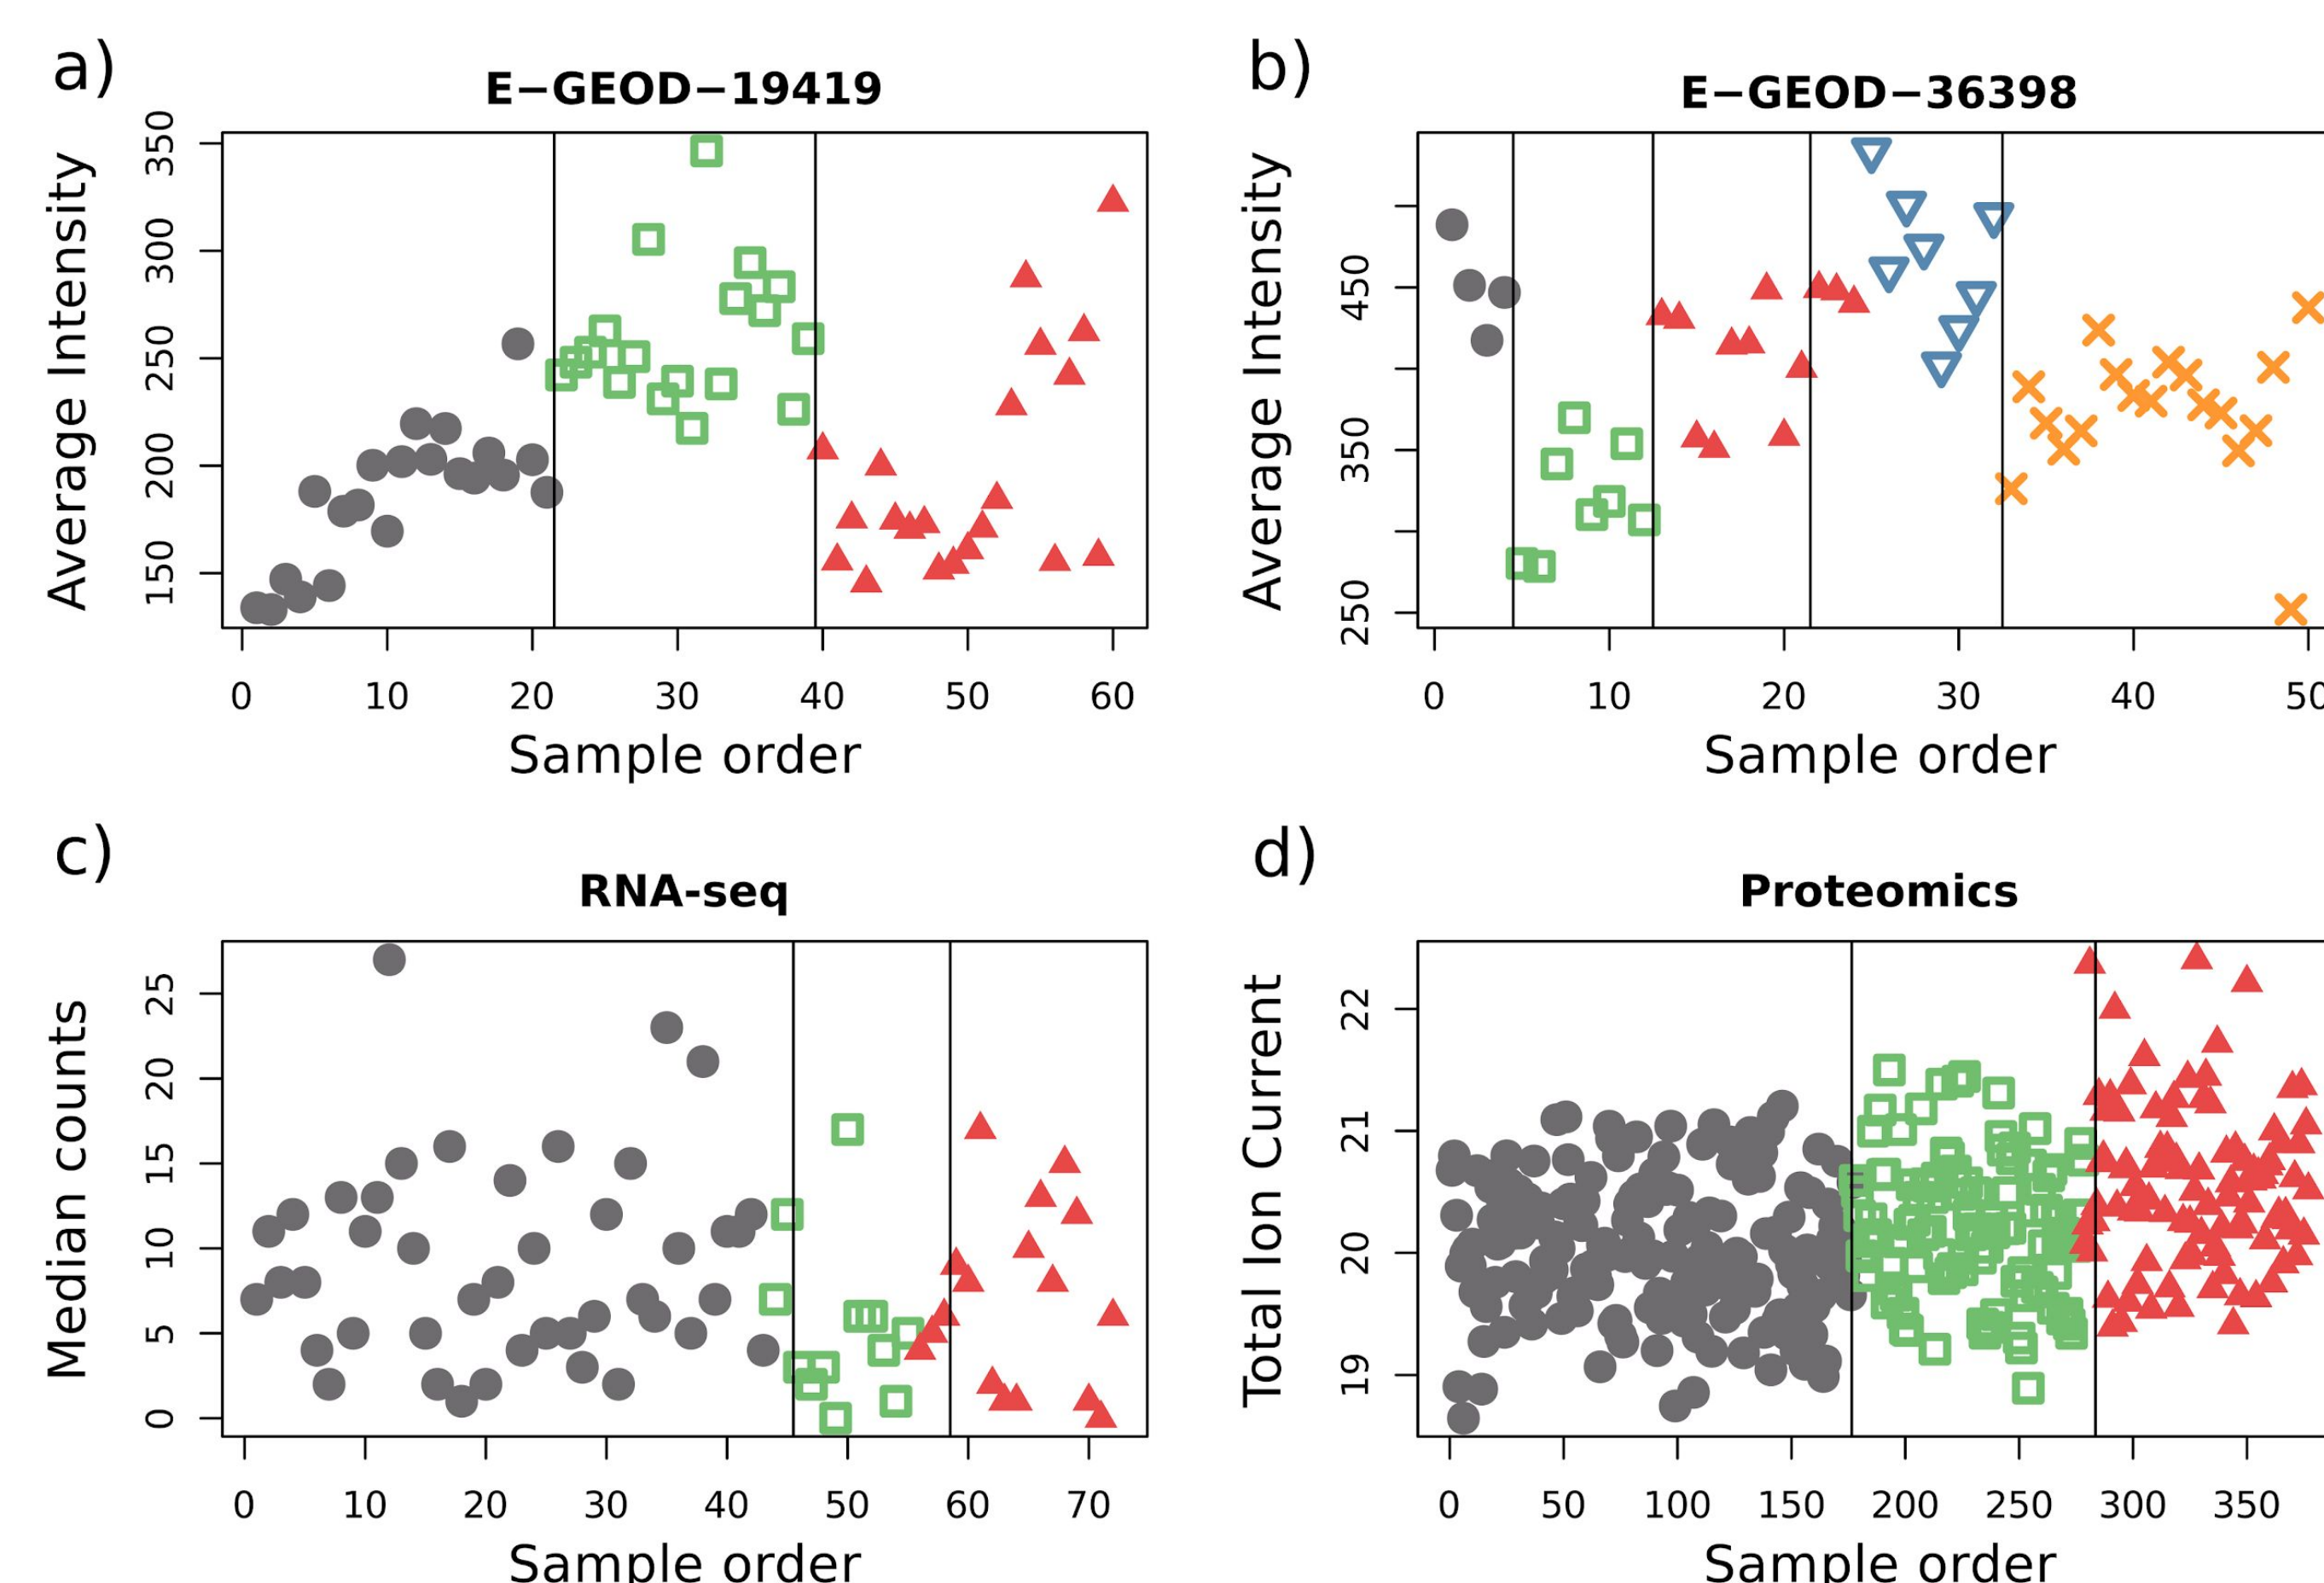 a)
E−GEOD−19419
Average Intensity
350
300
250
200
150
0 10 20 30 40 50 60
Sample order
b)
E−GEOD−36398
Average Intensity
450
350
250
0 10 20 30 40 50
Sample order
c)
RNA-seq
Median counts
25
20
15
10
5
0
0 10 20 30 40 50 60 70
Sample order
d)
Proteomics
Total Ion Current
22
21
20
19
0 50 100 150 200 250 300 350
Sample order